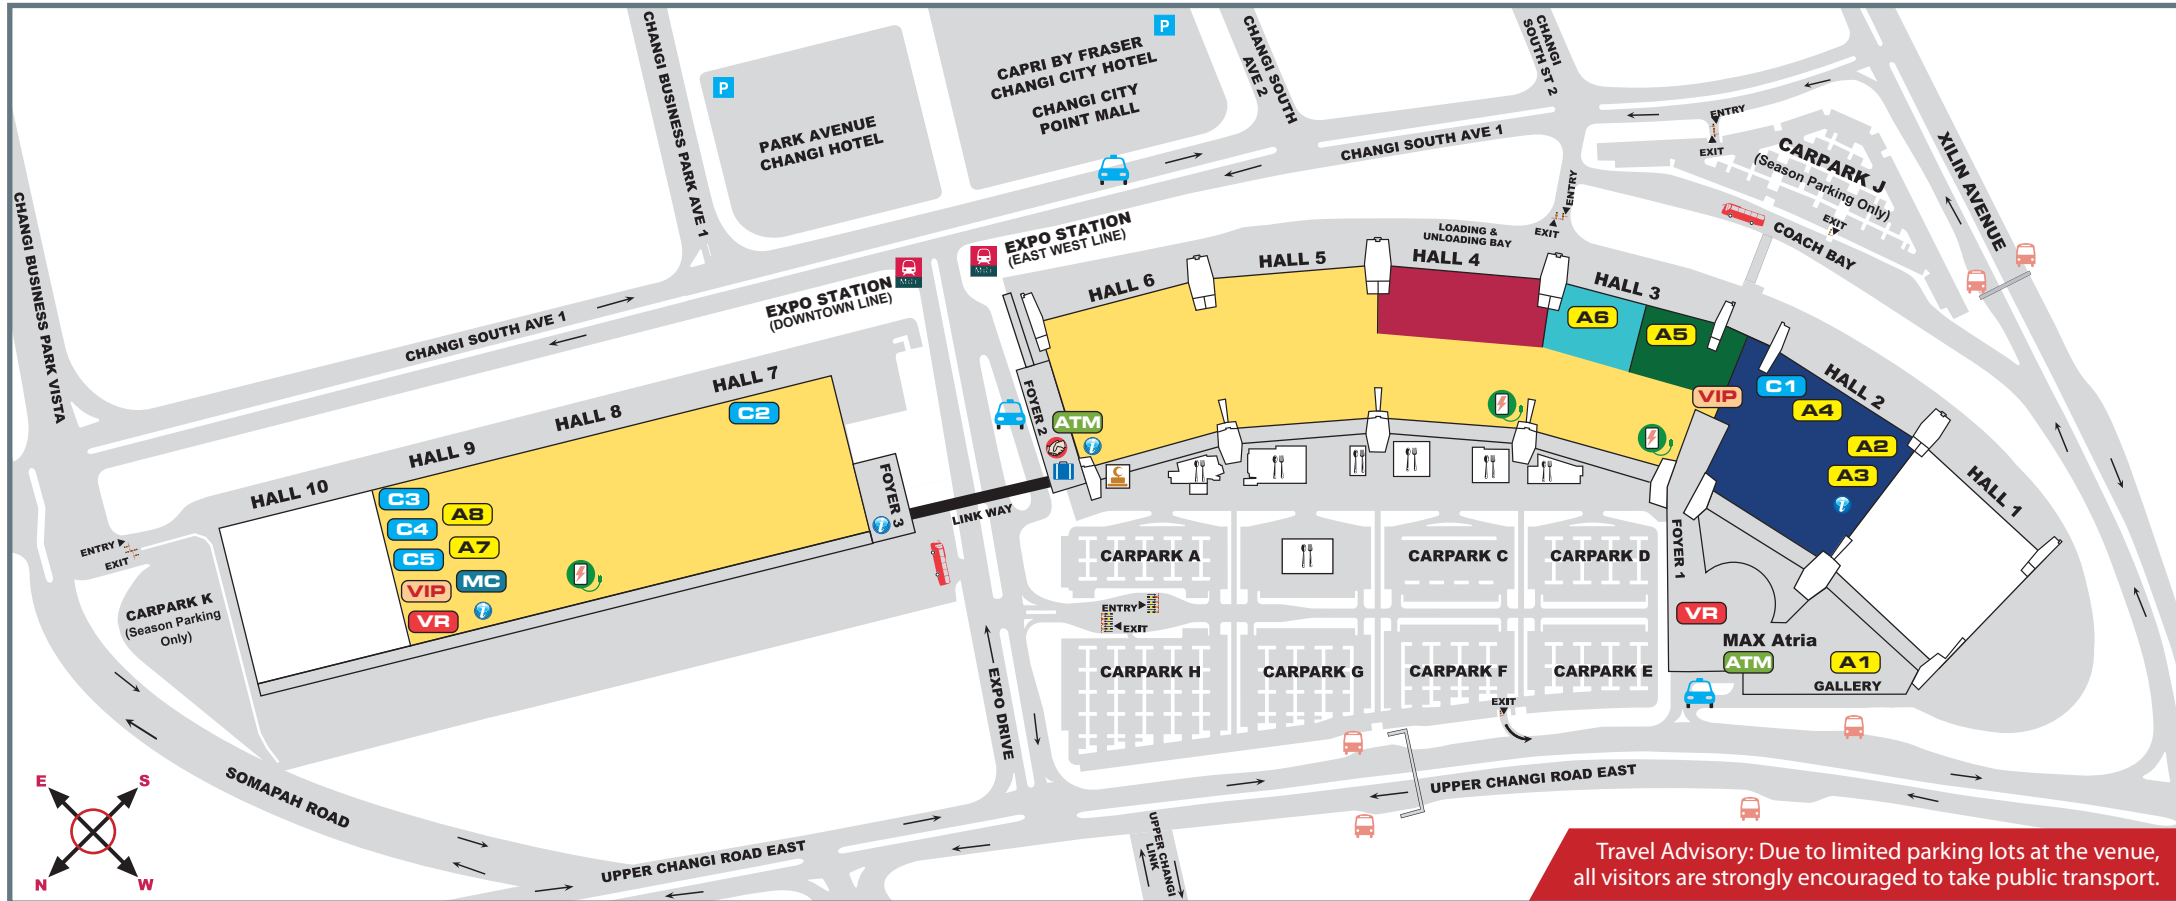 CHANGI BUSINESS PARK VISTA
CHANGI BUSINESS PARK AVE 1
P
PARK AVENUE
CHANGI HOTEL
P
CAPRI BY FRASER
CHANGI CITY HOTEL
CHANGI CITY
POINT MALL
CHANGI SOUTH
AVE 2
CHANGI
SOUTH ST 2
CHANGI SOUTH AVE 1
ENTRY
EXIT
CARPARK J
(Season Parking
Only)
EXIT
XILIN AVENUE
COACH BAY
ENTRY
EXIT
LOADING &
UNLOADING BAY
EXPO STATION
(EAST WEST LINE)
EXPO STATION
(DOWNTOWN LINE)
CHANGI SOUTH AVE 1
HALL 10
HALL 9
HALL 8
HALL 7
HALL 6
HALL 5
HALL 4
HALL 3
HALL 2
HALL 1
A6
A5
VIP
C1
A4
A2
A3
C2
C3
C4
C5
A8
A7
VIP
MC
VR
FOYER 3
LINK WAY
FOYER 2
ATM
FOYER 1
VR
MAX Atria
ATM
A1
GALLERY
ENTRY
EXIT
CARPARK K
(Season Parking
Only)
CARPARK A
CARPARK C
CARPARK D
ENTRY
EXIT
CARPARK H
CARPARK G
CARPARK F
CARPARK E
EXIT
EXPO DRIVE
SOMAPAH ROAD
UPPER CHANGI ROAD EAST
UPPER CHANGI ROAD EAST
UPPER CHANGI
LINK
E
S
N
W
Travel Advisory: Due to limited parking lots at the venue,
all visitors are strongly encouraged to take public transport.